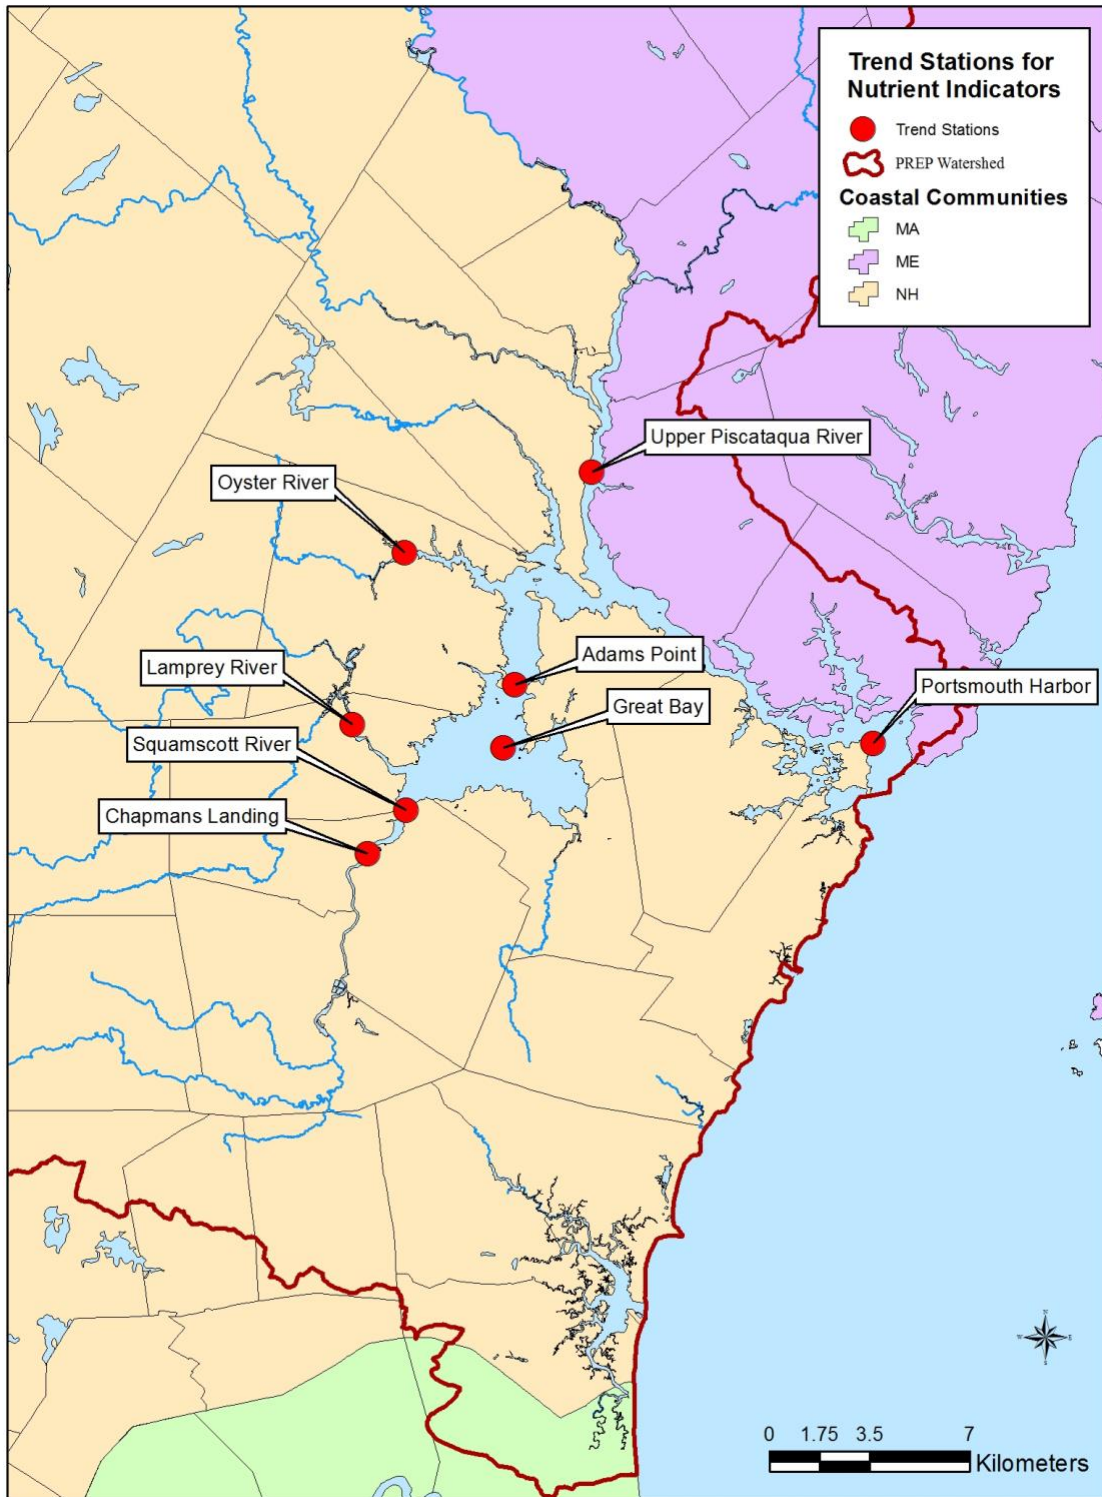 Trend Stations for
Nutrient Indicators
Trend Stations
PREP Watershed
Coastal Communities
MA
ME
NH
Upper Piscataqua River
Oyster River
Adams Point
Lamprey River
Portsmouth Harbor
Great Bay
Squamscott River
Chapmans Landing
N
W E
S
0 1.75 3.5 7
Kilometers